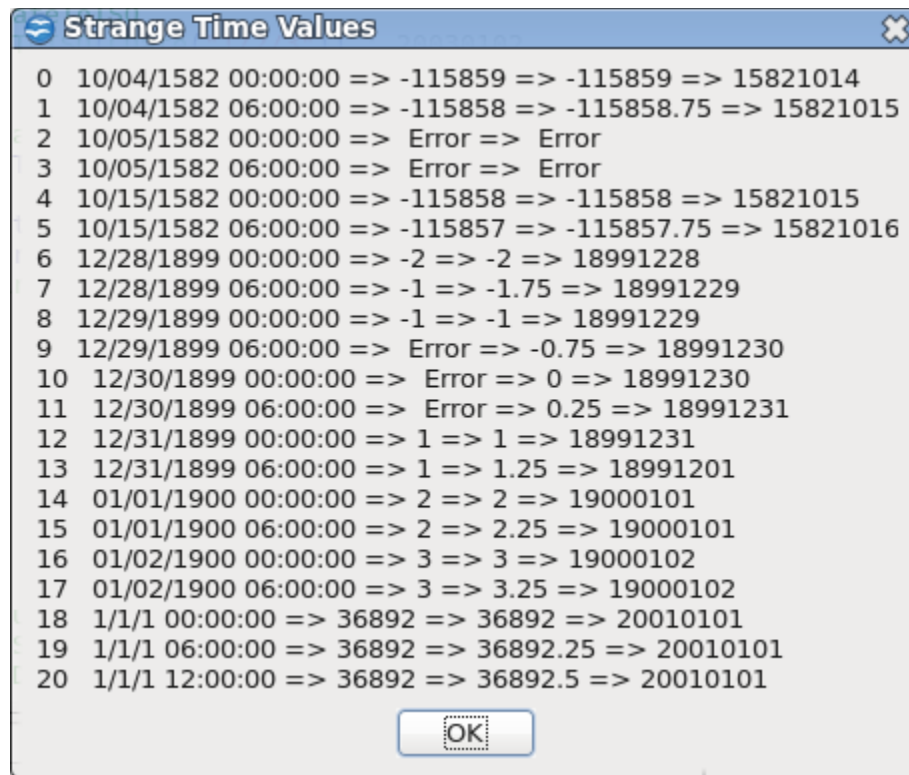 Strange Time Values
0 10/04/1582 00:00:00 => -115859 => -115859 => 15821014
1 10/04/1582 06:00:00 => -115858 => -115858.75 => 15821015
2 10/05/1582 00:00:00 => Error => Error
3 10/05/1582 06:00:00 => Error => Error
4 10/15/1582 00:00:00 => -115858 => -115858 => 15821015
5 10/15/1582 06:00:00 => -115857 => -115857.75 => 15821016
6 12/28/1899 00:00:00 => -2 => -2 => 18991228
7 12/28/1899 06:00:00 => -1 => -1.75 => 18991229
8 12/29/1899 00:00:00 => -1 => -1 => 18991229
9 12/29/1899 06:00:00 => Error => -0.75 => 18991230
10 12/30/1899 00:00:00 => Error => 0 => 18991230
11 12/30/1899 06:00:00 => Error => 0.25 => 18991231
12 12/31/1899 00:00:00 => 1 => 1 => 18991231
13 12/31/1899 06:00:00 => 1 => 1.25 => 18991201
14 01/01/1900 00:00:00 => 2 => 2 => 19000101
15 01/01/1900 06:00:00 => 2 => 2.25 => 19000101
16 01/02/1900 00:00:00 => 3 => 3 => 19000102
17 01/02/1900 06:00:00 => 3 => 3.25 => 19000102
18 1/1/1 00:00:00 => 36892 => 36892 => 20010101
19 1/1/1 06:00:00 => 36892 => 36892.25 => 20010101
20 1/1/1 12:00:00 => 36892 => 36892.5 => 20010101
OK